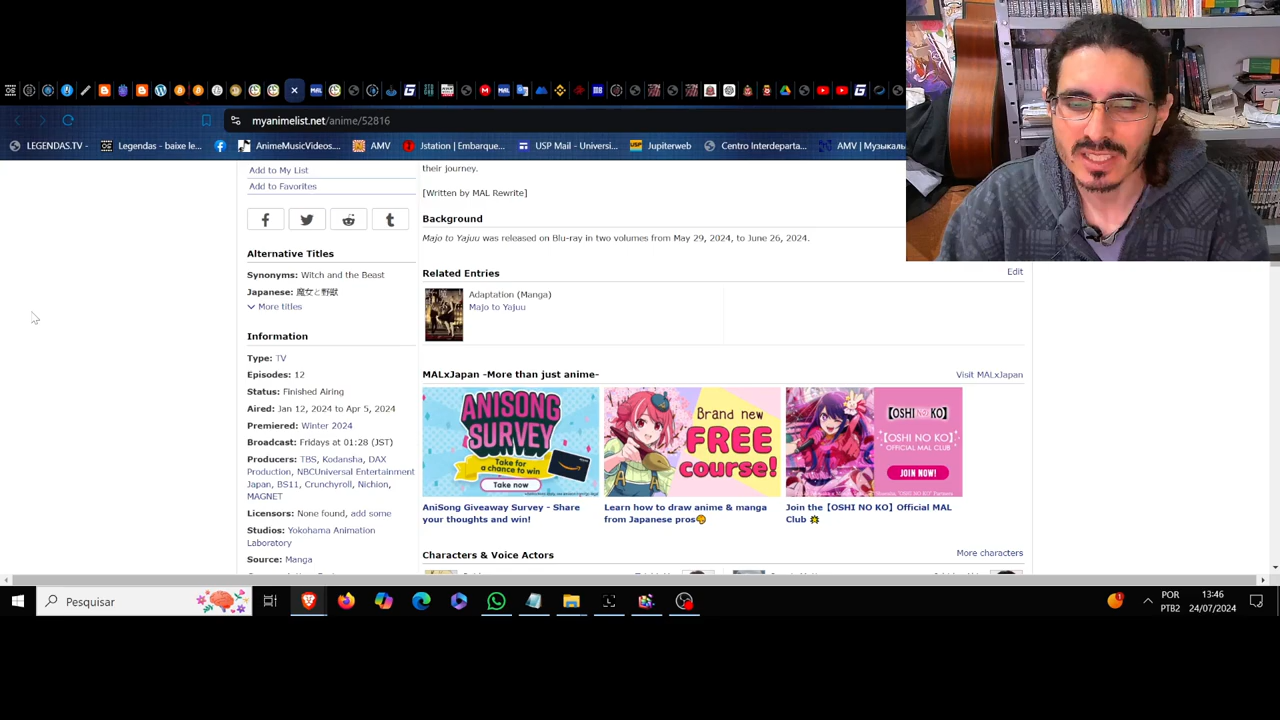 myanimelist.net/anime/52816
LEGENDAS.TV - Legendas - baixe le... AnimeMusicVideos.... AMV Jstation | Embarque... USP Mail - Universi... Jupiterweb Centro Interdeparta... AMV | Музыкаль
Add to My List
Add to Favorites
Alternative Titles
Synonyms: Witch and the Beast
Japanese: 魔女と野獣
More titles
Information
Type: TV
Episodes: 12
Status: Finished Airing
Aired: Jan 12, 2024 to Apr 5, 2024
Premiered: Winter 2024
Broadcast: Fridays at 01:28 (JST)
Producers: TBS, Kodansha, DAX
Production, NBCUniversal Entertainment
Japan, BS11, Crunchyroll, Nichion,
MAGNET
Licensors: None found, add some
Studios: Yokohama Animation
Laboratory
Source: Manga
their journey.
[Written by MAL Rewrite]
Background
Majo to Yajuu was released on Blu-ray in two volumes from May 29, 2024, to June 26, 2024.
Related Entries
Edit
Adaptation (Manga)
Majo to Yajuu
MALxJapan -More than just anime-
Visit MALxJapan
ANISONG
SURVEY
Take for
a chance to win
Take now
Brand new
FREE
course!
[OSHI NO KO]
【OSHI NO KO】
OFFICIAL MAL CLUB
JOIN NOW!
AniSong Giveaway Survey - Share
your thoughts and win!
Learn how to draw anime & manga
from Japanese pros
Join the【OSHI NO KO】Official MAL
Club
Characters & Voice Actors
More characters
Pesquisar
POR
PTB2
13:46
24/07/2024